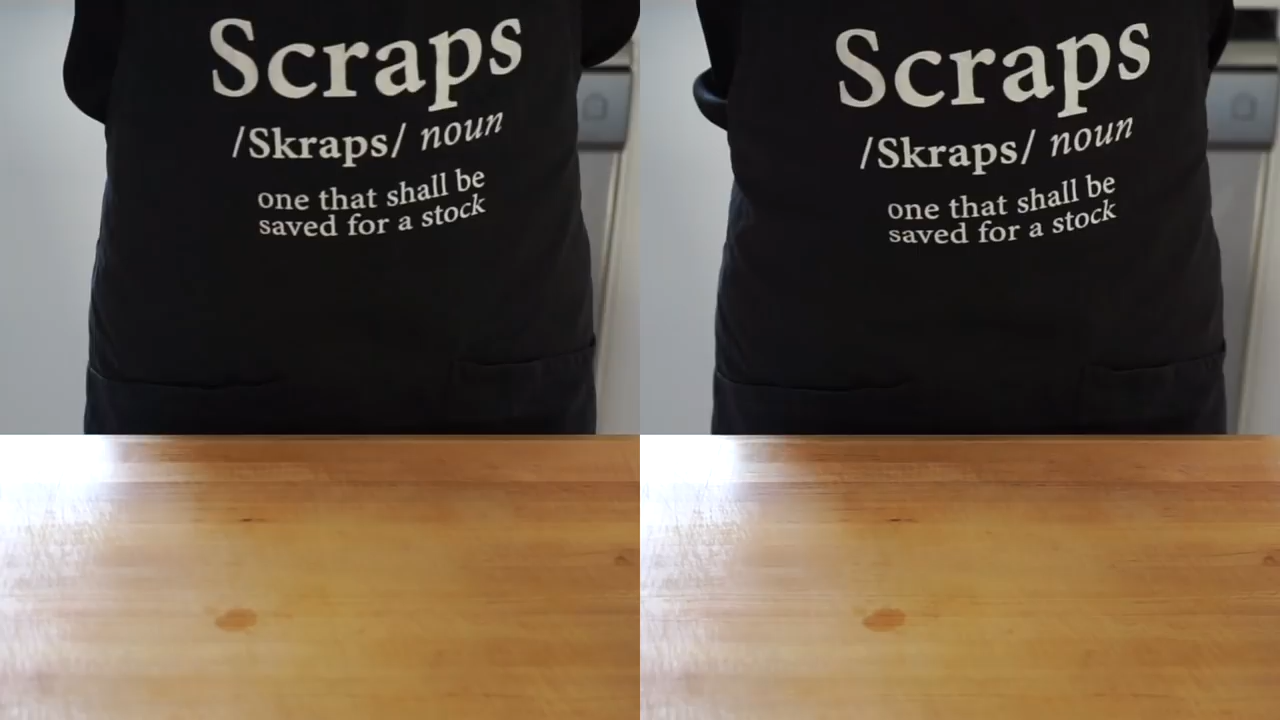 Scraps
/Skraps/ noun
one that shall be
saved for a stock
Scraps
/Skraps/ noun
one that shall be
saved for a stock